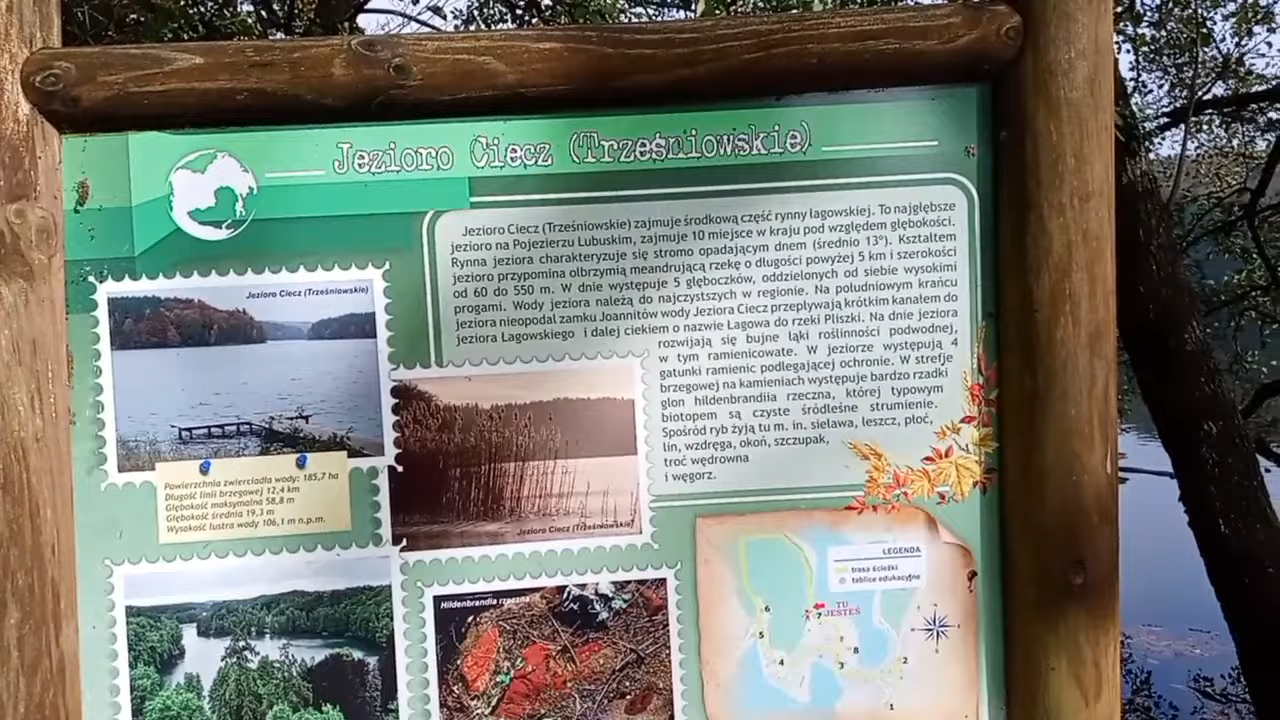 Jezioro Ciecz (Trześniowskie)
Jezioro Ciecz (Trześniowskie) zajmuje środkową część rynny łagowskiej. To najgłębsze
jezioro na Pojezierzu Lubuskim, zajmuje 10 miejsce w kraju pod względem głębokości.
Rynna jeziora charakteryzuje się stromo opadającym dnem (średnio 13°). Kształtem
jezioro przypomina olbrzymią meandrującą rzekę o długości powyżej 5 km i szerokości
od 60 do 550 m. W dnie występuje 5 głęboczków, oddzielonych od siebie wysokimi
progami. Wody jeziora należą do najczystszych w regionie. Na południowym krańcu
jeziora nieopodal zamku Joannitów wody Jeziora Ciecz przepływają krótkim kanałem do
jeziora Łagowskiego i dalej ciekiem o nazwie Łagowa do rzeki Pliszki. Na dnie jeziora
rozwijają się bujne łąki roślinności podwodnej,
w tym ramienicowate. W jeziorze występują 4
gatunki ramienic podlegającej ochronie. W strefie
brzegowej na kamieniach występuje bardzo rzadki
glon hildenbrandiia rzeczna, której typowym
biotopem są czyste śródleśne strumienie.
Spośród ryb żyją tu m. in. sielawa, leszcz, płoć,
lin, wzdręga, okoń, szczupak,
troć wędrowna
i węgorz.
Jezioro Ciecz (Trześniowskie)
Powierzchnia zwierciadła wody: 185,7 ha
Długość linii brzegowej 12,4 km
Głębokość maksymalna 58,8 m
Głębokość średnia 19,3 m
Wysokość lustra wody 106,1 m n.p.m.
Jezioro Ciecz (Trześniowskie)
Hildenbrandia rzeczna
LEGENDA
trasa ścieżki
tablice edukacyjne
TU
JESTEŚ
6
7
5
8
4
3
2
1